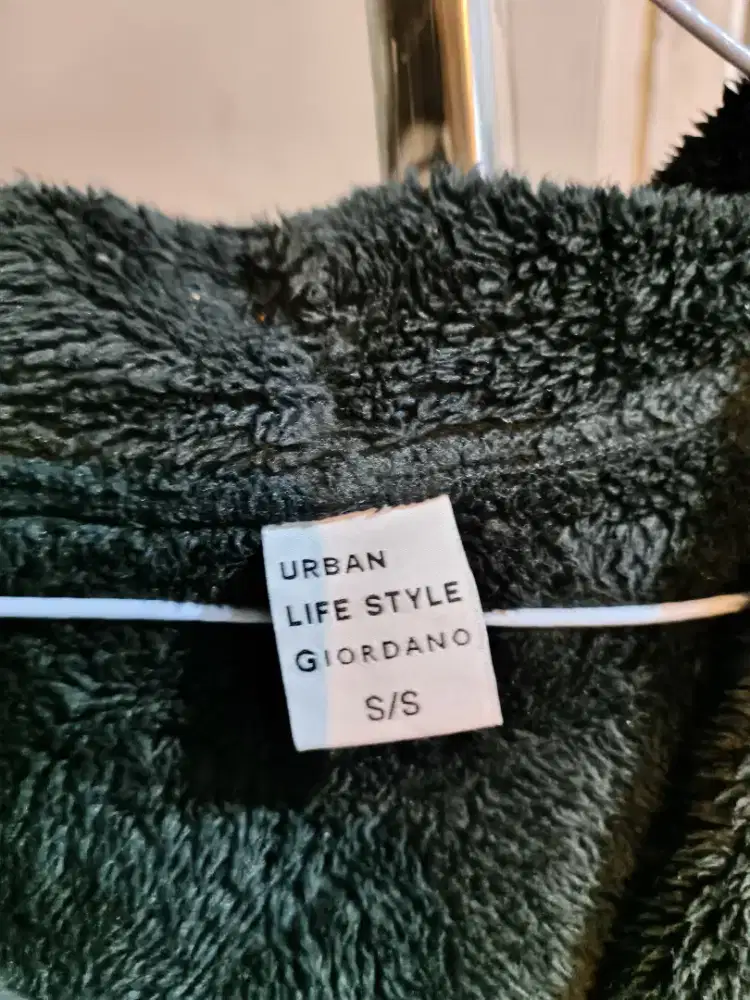 URBAN
LIFE STYLE
GIORDANO
S/S